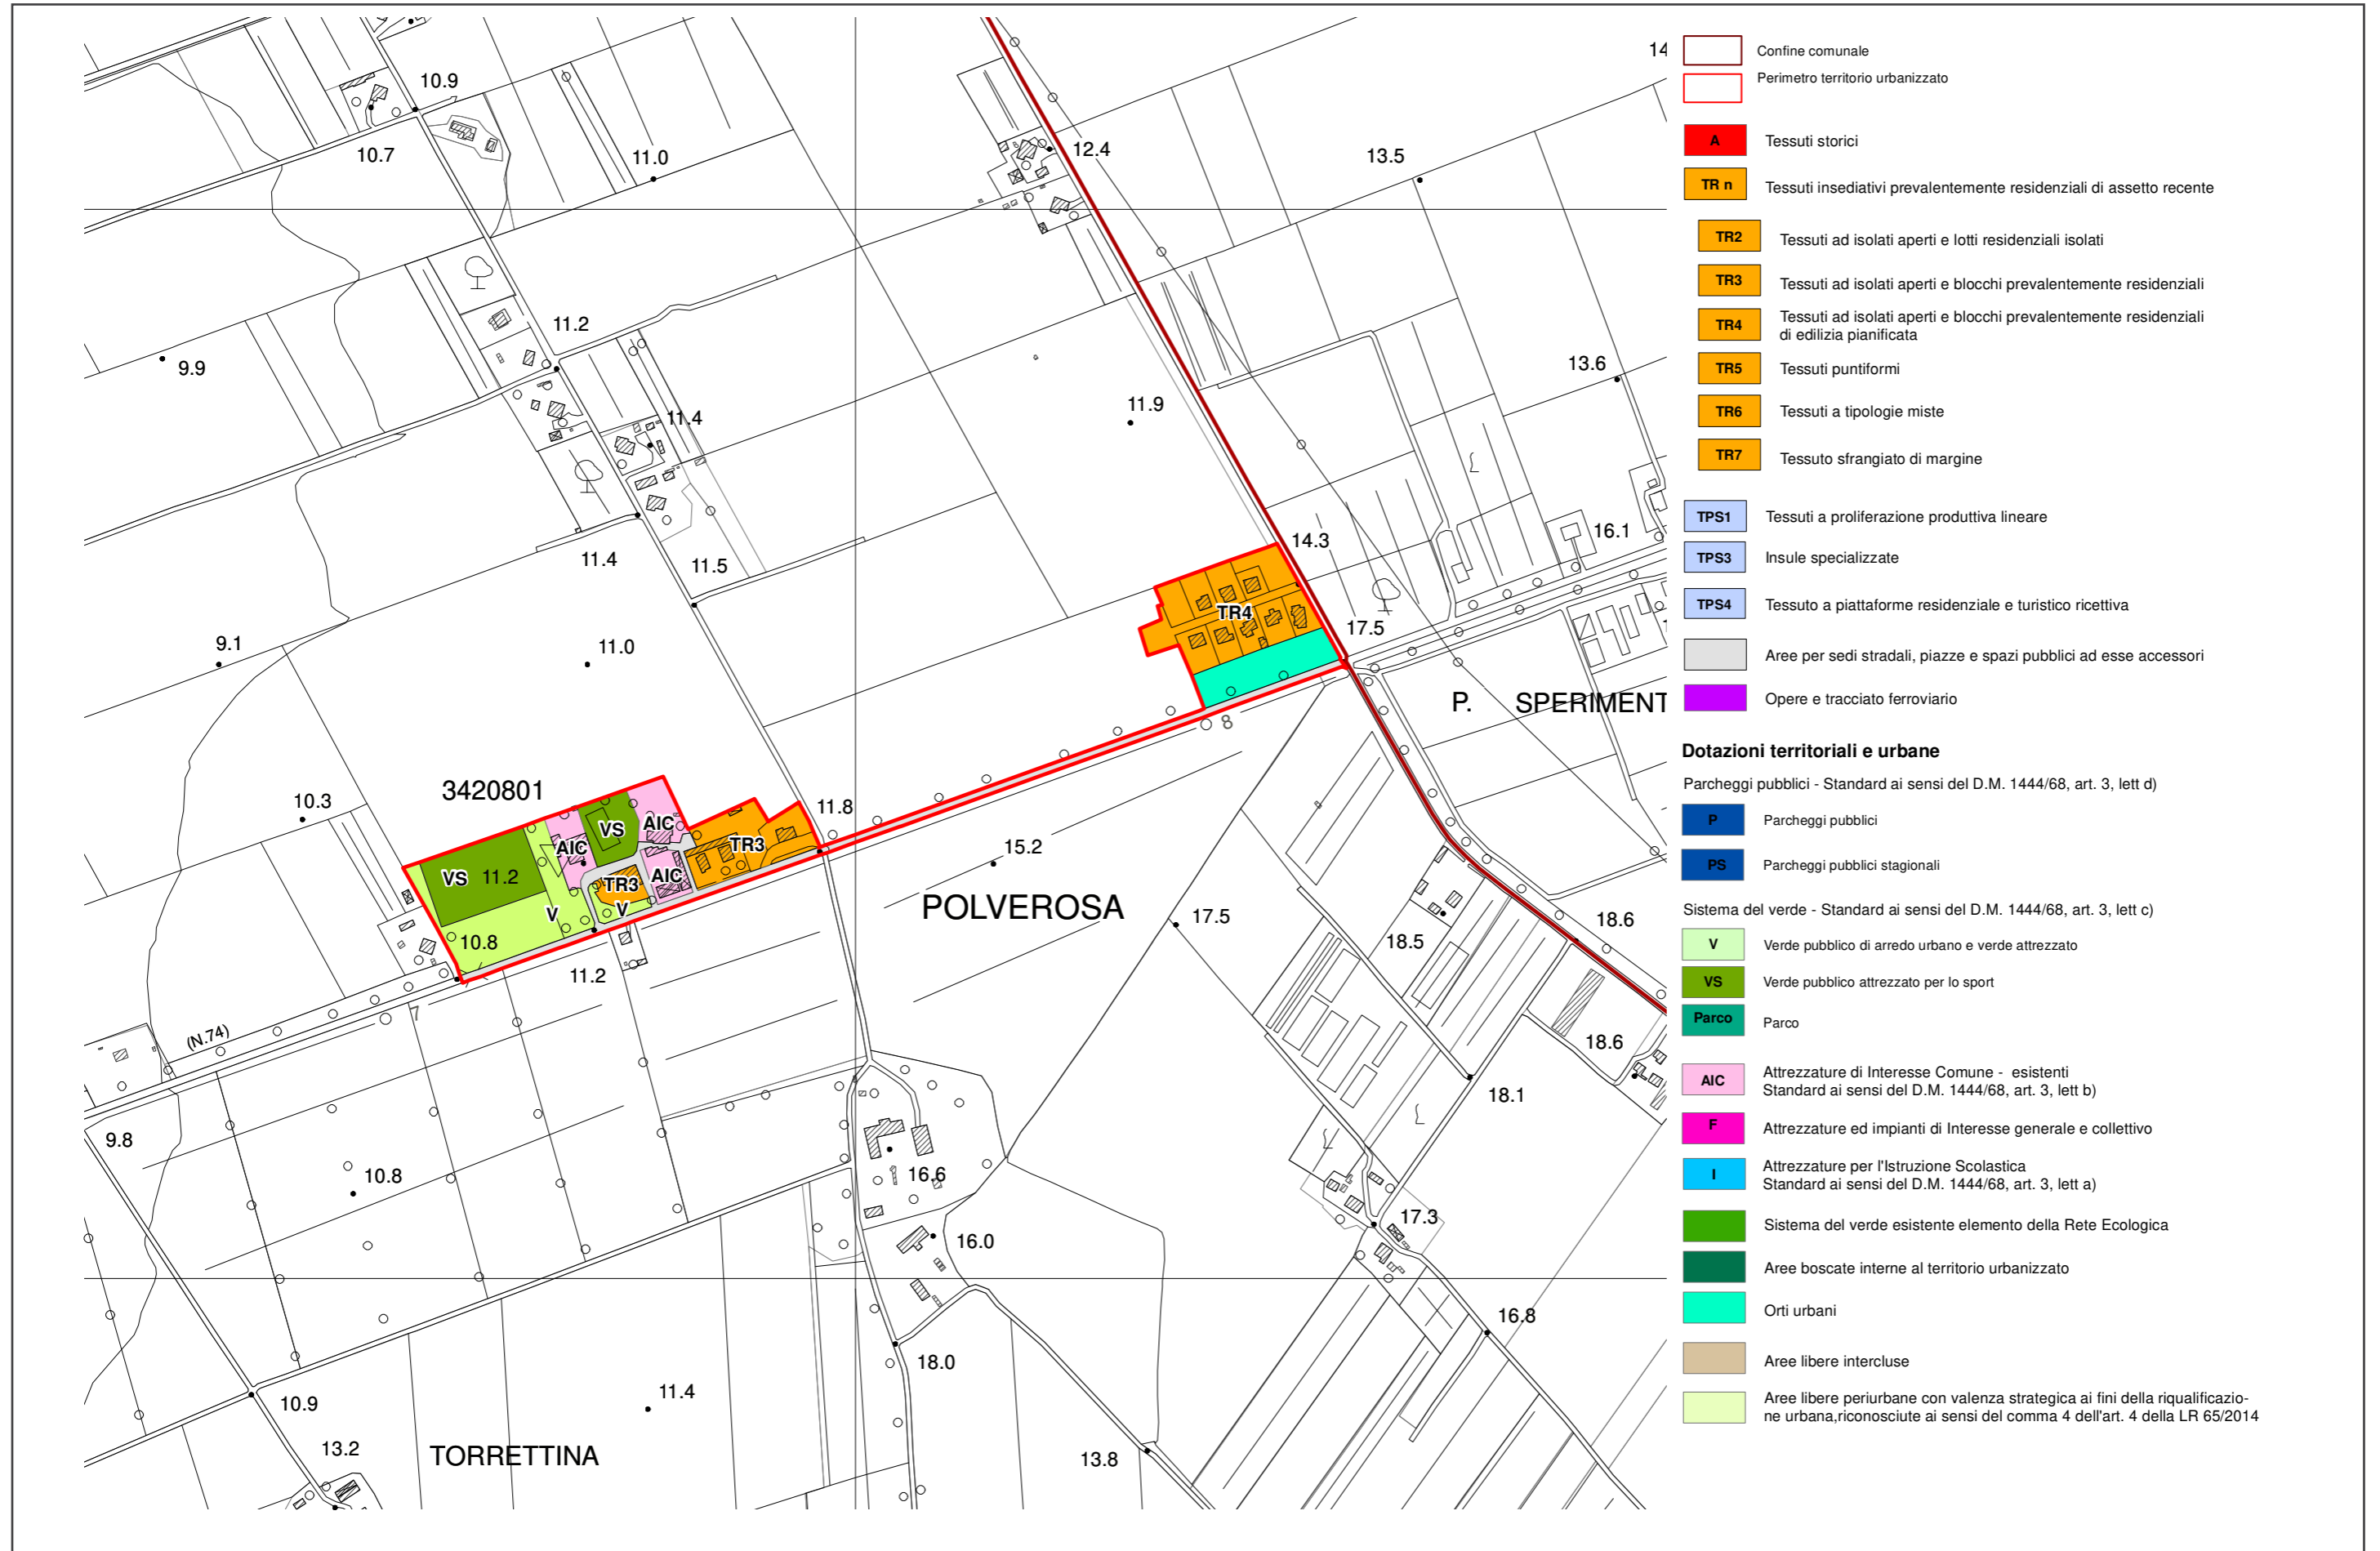 14
10.9
10.7
11.0
12.4
13.5
11.2
9.9
11.4
11.9
13.6
14.3
16.1
11.4
11.5
TR4
17.5
9.1
11.0
P. SPERIMENT
8
3420801
10.3
11.8
VS
AIC
AIC
TR3
VS 11.2
TR3
AIC
V
V
10.8
15.2
POLVEROSA
17.5
18.5
18.6
11.2
7
(N.74)
18.6
9.8
18.1
10.8
16.6
17.3
16.0
16.8
18.0
10.9
11.4
13.2
TORRETTINA
13.8
Confine comunale
Perimetro territorio urbanizzato
A Tessuti storici
TR n Tessuti insediativi prevalentemente residenziali di assetto recente
TR2 Tessuti ad isolati aperti e lotti residenziali isolati
TR3 Tessuti ad isolati aperti e blocchi prevalentemente residenziali
TR4 Tessuti ad isolati aperti e blocchi prevalentemente residenziali
di edilizia pianificata
TR5 Tessuti puntiformi
TR6 Tessuti a tipologie miste
TR7 Tessuto sfrangiato di margine
TPS1 Tessuti a proliferazione produttiva lineare
TPS3 Insule specializzate
TPS4 Tessuto a piattaforme residenziale e turistico ricettiva
Aree per sedi stradali, piazze e spazi pubblici ad esse accessori
Opere e tracciato ferroviario
Dotazioni territoriali e urbane
Parcheggi pubblici - Standard ai sensi del D.M. 1444/68, art. 3, lett d)
P Parcheggi pubblici
PS Parcheggi pubblici stagionali
Sistema del verde - Standard ai sensi del D.M. 1444/68, art. 3, lett c)
V Verde pubblico di arredo urbano e verde attrezzato
VS Verde pubblico attrezzato per lo sport
Parco Parco
AIC Attrezzature di Interesse Comune - esistenti
Standard ai sensi del D.M. 1444/68, art. 3, lett b)
F Attrezzature ed impianti di Interesse generale e collettivo
I Attrezzature per l'Istruzione Scolastica
Standard ai sensi del D.M. 1444/68, art. 3, lett a)
Sistema del verde esistente elemento della Rete Ecologica
Aree boscate interne al territorio urbanizzato
Orti urbani
Aree libere intercluse
Aree libere periurbane con valenza strategica ai fini della riqualificazio-
ne urbana,riconosciute ai sensi del comma 4 dell'art. 4 della LR 65/2014